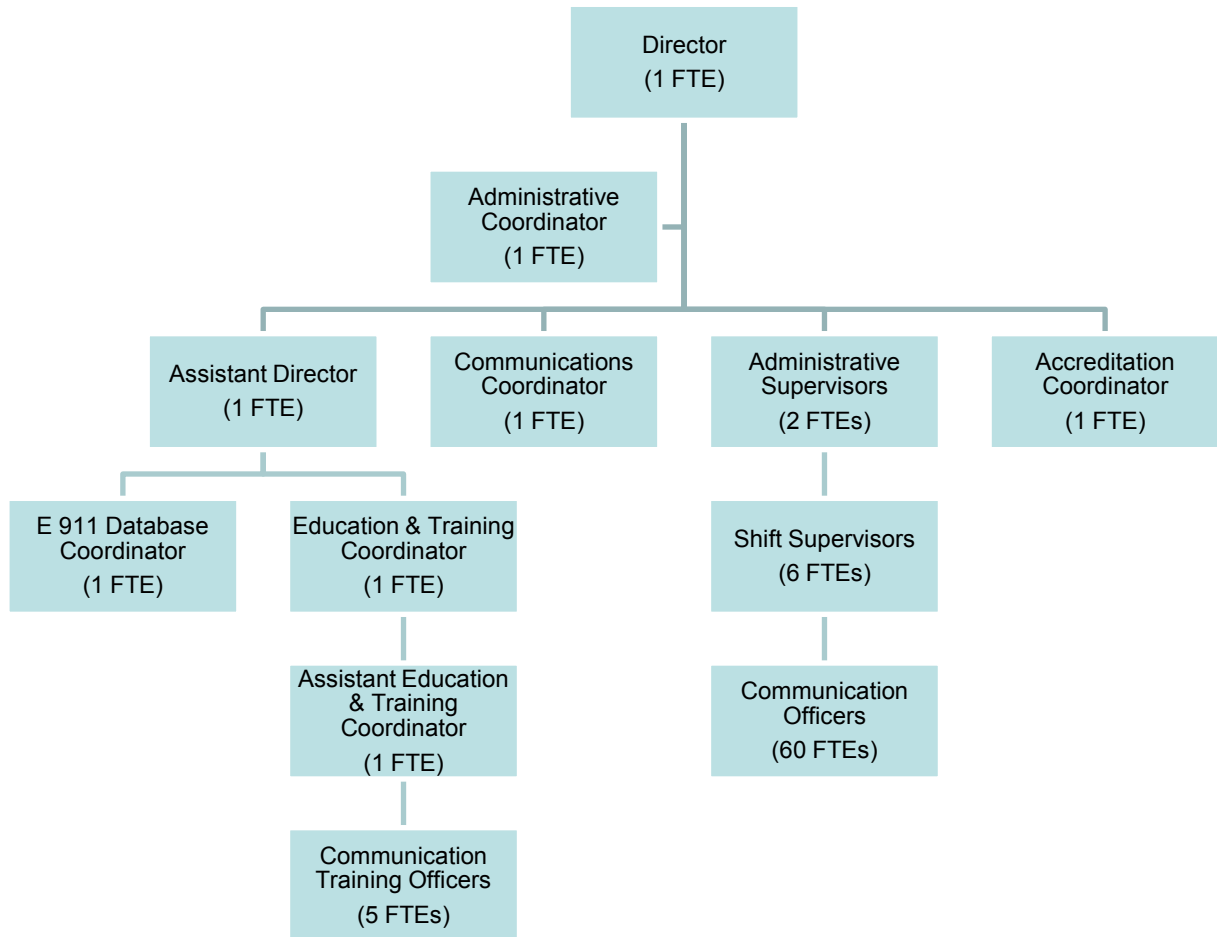 Director
(1 FTE)
Administrative
Coordinator
(1 FTE)
Assistant Director
(1 FTE)
Communications
Coordinator
(1 FTE)
Administrative
Supervisors
(2 FTEs)
Accreditation
Coordinator
(1 FTE)
E 911 Database
Coordinator
(1 FTE)
Education & Training
Coordinator
(1 FTE)
Shift Supervisors
(6 FTEs)
Assistant Education
& Training
Coordinator
(1 FTE)
Communication
Officers
(60 FTEs)
Communication
Training Officers
(5 FTEs)